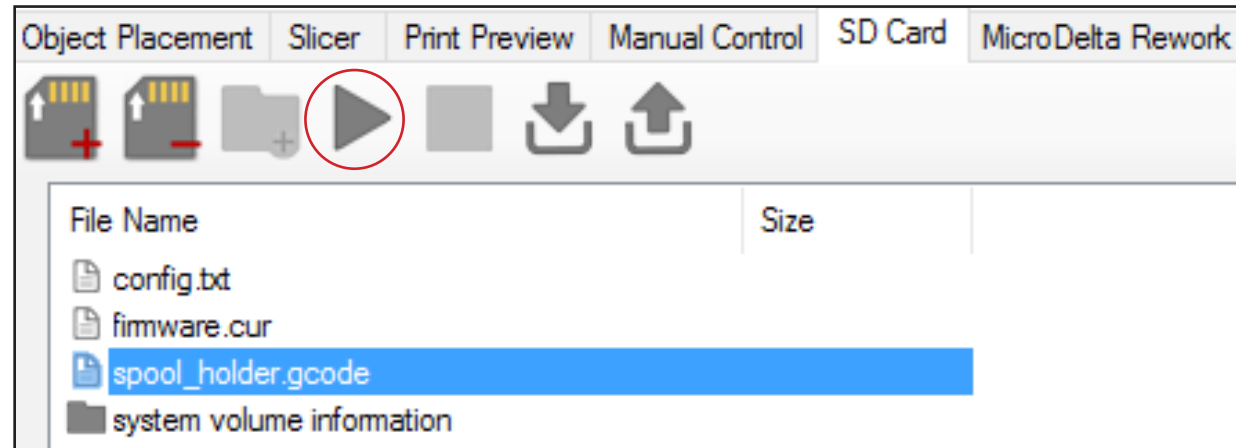 Object Placement Slicer Print Preview Manual Control SD Card MicroDelta Rework
File Name Size
config.txt
firmware.cur
spool_holder.gcode
system volume information